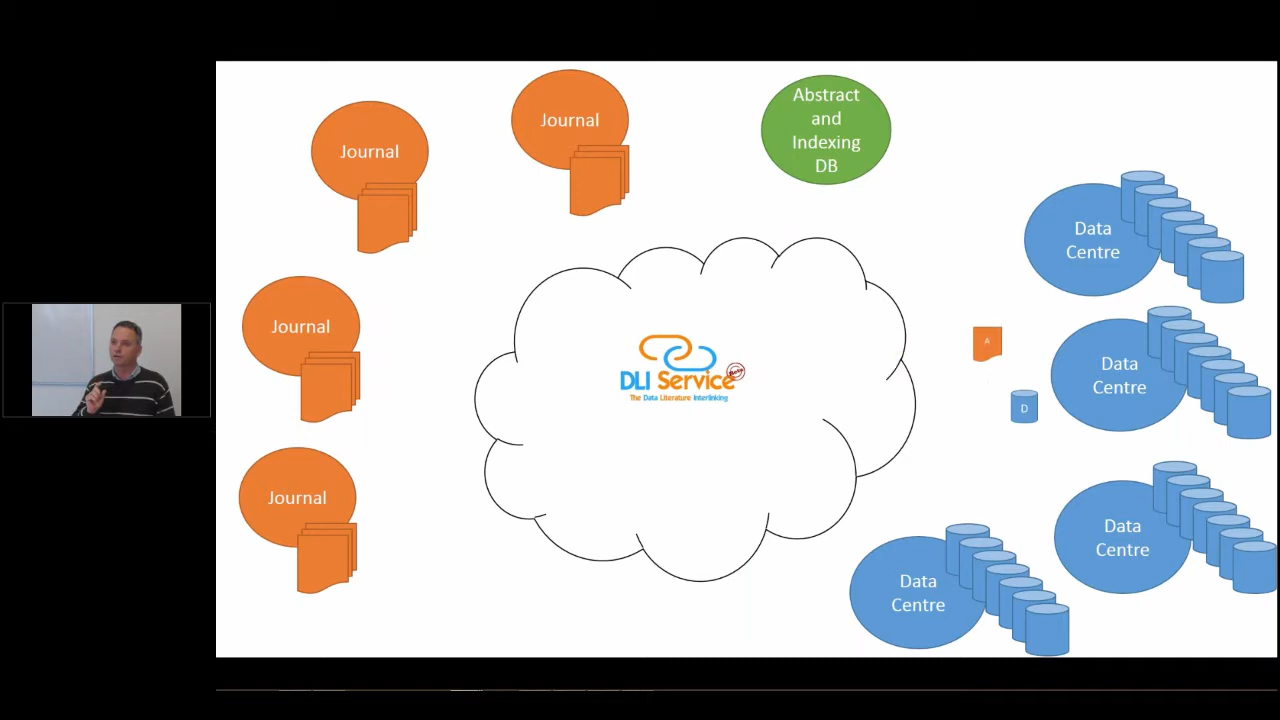 Journal
Journal
Abstract
and
Indexing
DB
Data
Centre
Journal
A
Data
Centre
DLI Service
Beta
The Data Literature Interlinking
D
Journal
Data
Centre
Data
Centre